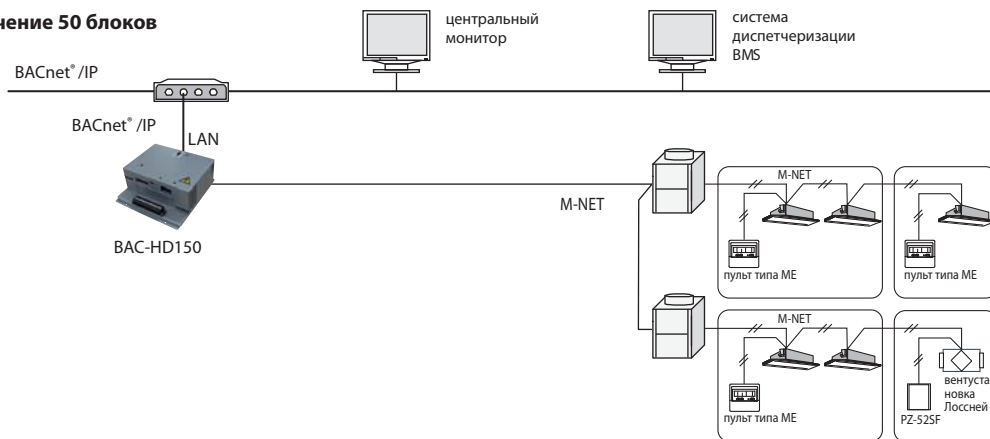 чение 50 блоков
центральный
монитор
система
диспетчеризации
BMS
BACnet® /IP
BACnet® /IP
LAN
BAC-HD150
M-NET
M-NET
пульт типа ME
пульт типа ME
M-NET
пульт типа ME
PZ-52SF
вентуста
новка
Лоссней